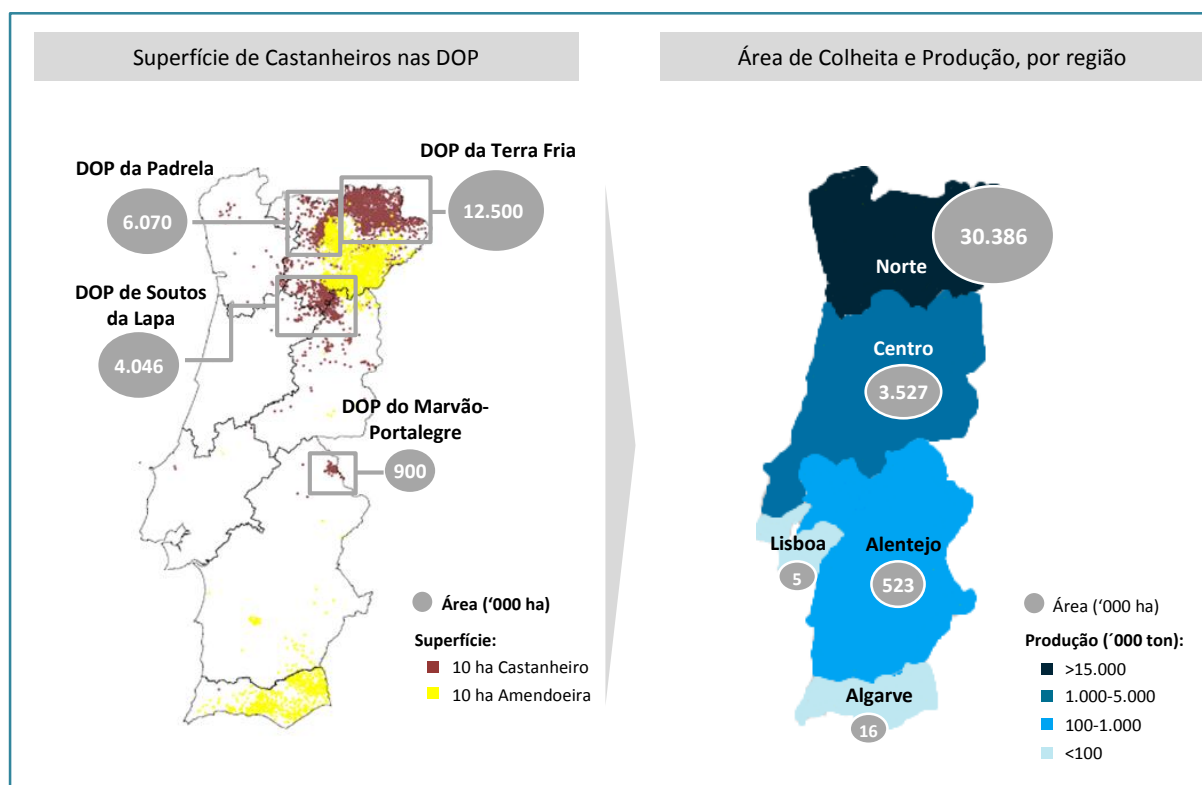 Superfície de Castanheiros nas DOP
Área de Colheita e Produção, por região
DOP da Padrela
6.070
DOP da Terra Fria
12.500
DOP de Soutos
da Lapa
4.046
DOP do Marvão-
Portalegre
900
Área (‘000 ha)
Superfície:
10 ha Castanheiro
10 ha Amendoeira
30.386
Norte
Centro
3.527
Lisboa
5
Alentejo
523
Algarve
16
Área (‘000 ha)
Produção (´000 ton):
>15.000
1.000-5.000
100-1.000
<100